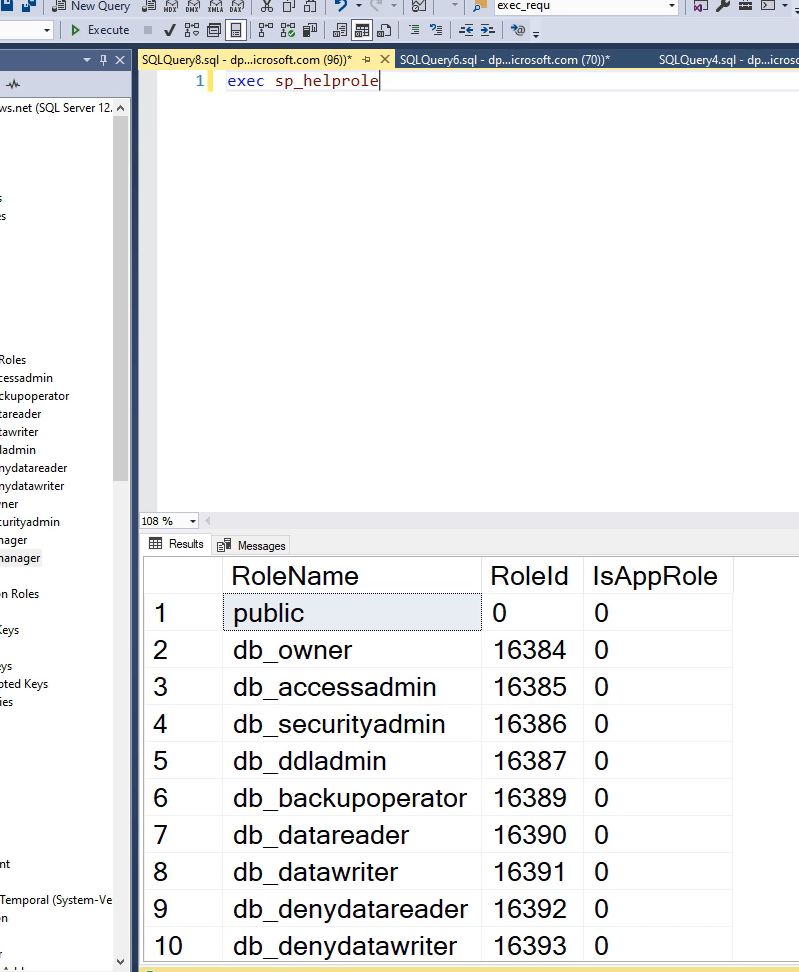 New Query
MDX DMX XMLA DAX
exec_requ
Execute
SQLQuery8.sql - dp...icrosoft.com (96))*
SQLQuery6.sql - dp...icrosoft.com (70))*
SQLQuery4.sql - dp...icroso
1
exec sp_helprole
ws.net (SQL Server 12.
s
es
Roles
cessadmin
ckupoperator
tareader
tawriter
ladmin
nydatareader
nydatawriter
ner
curityadmin
nager
manager
n Roles
Keys
eys
pted Keys
ies
nt
Temporal (System-Ve
on
r
108 %
Results
Messages
RoleName RoleId IsAppRole
1 public 0 0
2 db_owner 16384 0
3 db_accessadmin 16385 0
4 db_securityadmin 16386 0
5 db_ddladmin 16387 0
6 db_backupoperator 16389 0
7 db_datareader 16390 0
8 db_datawriter 16391 0
9 db_denydatareader 16392 0
10 db_denydatawriter 16393 0